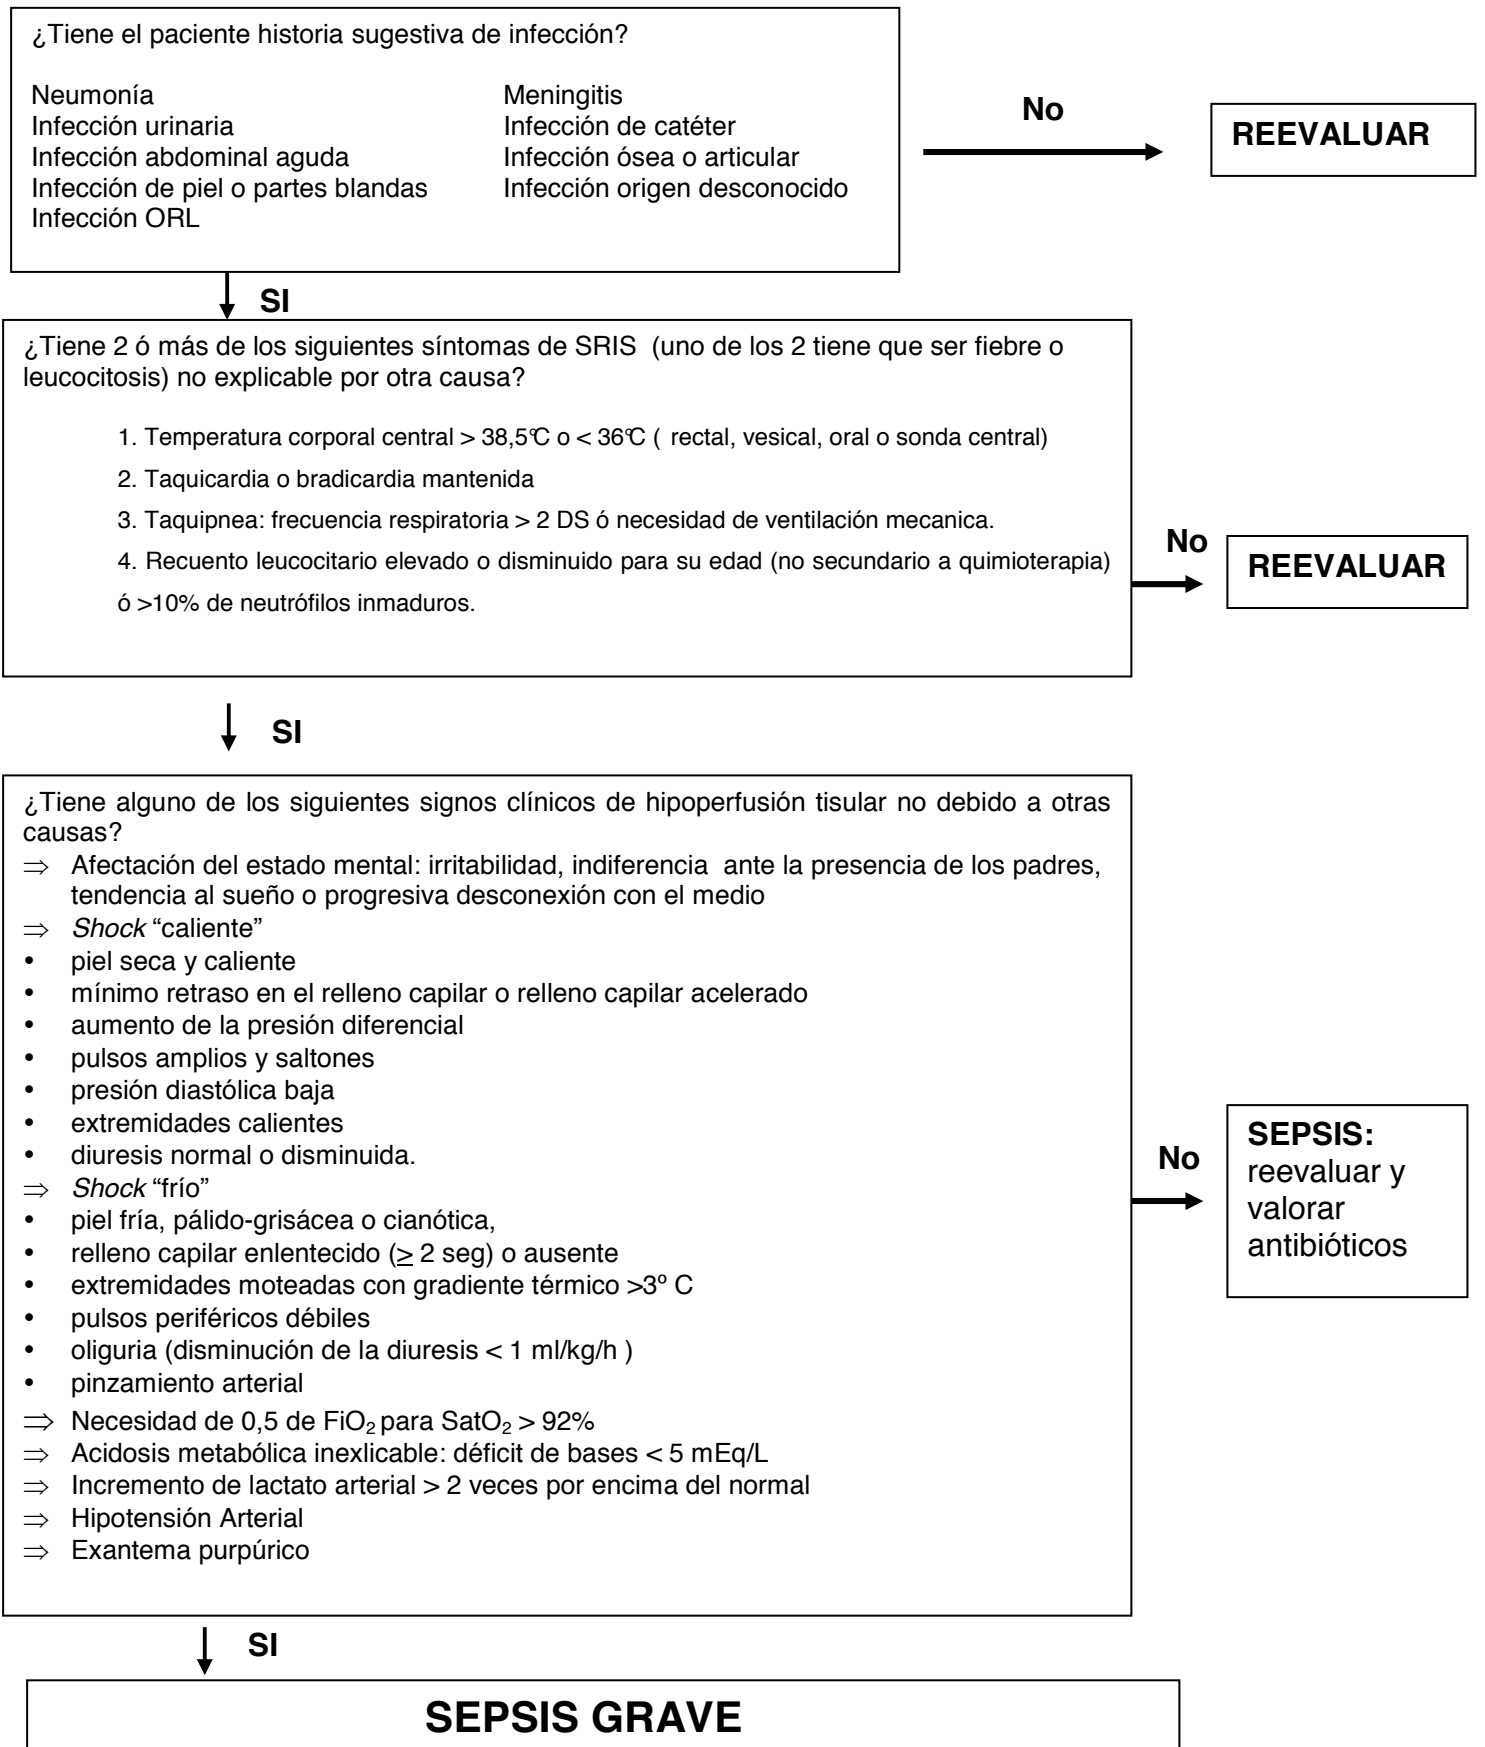 ¿Tiene el paciente historia sugestiva de infección?
Neumonía
Infección urinaria
Infección abdominal aguda
Infección de piel o partes blandas
Infección ORL
Meningitis
Infección de catéter
Infección ósea o articular
Infección origen desconocido
No
REEVALUAR
SI
¿Tiene 2 ó más de los siguientes síntomas de SRIS (uno de los 2 tiene que ser fiebre o
leucocitosis) no explicable por otra causa?
1. Temperatura corporal central > 38,5°C o < 36°C ( rectal, vesical, oral o sonda central)
2. Taquicardia o bradicardia mantenida
3. Taquipnea: frecuencia respiratoria > 2 DS ó necesidad de ventilación mecanica.
4. Recuento leucocitario elevado o disminuido para su edad (no secundario a quimioterapia)
ó >10% de neutrófilos inmaduros.
No
REEVALUAR
SI
¿Tiene alguno de los siguientes signos clínicos de hipoperfusión tisular no debido a otras
causas?
⇒ Afectación del estado mental: irritabilidad, indiferencia ante la presencia de los padres,
tendencia al sueño o progresiva desconexión con el medio
⇒ Shock “caliente”
• piel seca y caliente
• mínimo retraso en el relleno capilar o relleno capilar acelerado
• aumento de la presión diferencial
• pulsos amplios y saltones
• presión diastólica baja
• extremidades calientes
• diuresis normal o disminuida.
⇒ Shock “frío”
• piel fría, pálido-grisácea o cianótica,
• relleno capilar enlentecido (≥ 2 seg) o ausente
• extremidades moteadas con gradiente térmico >3º C
• pulsos periféricos débiles
• oliguria (disminución de la diuresis < 1 ml/kg/h )
• pinzamiento arterial
⇒ Necesidad de 0,5 de FiO₂ para SatO₂ > 92%
⇒ Acidosis metabólica inexlicable: déficit de bases < 5 mEq/L
⇒ Incremento de lactato arterial > 2 veces por encima del normal
⇒ Hipotensión Arterial
⇒ Exantema purpúrico
No
SEPSIS:
reevaluar y
valorar
antibióticos
SI
SEPSIS GRAVE